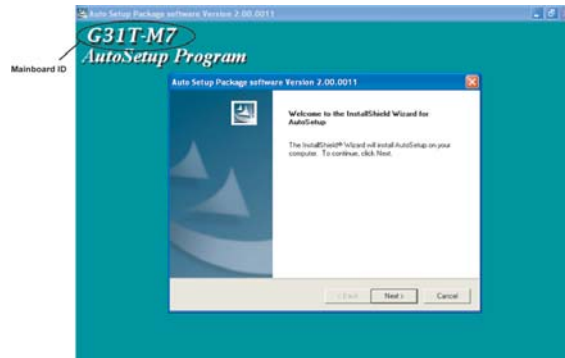 Auto Setup Package software Version 2.00.0011
G31T-M7
AutoSetup Program
Mainboard ID
Auto Setup Package software Version 2.00.0011
Welcome to the InstallShield Wizard for
AutoSetup
The InstallShield® Wizard will install AutoSetup on your
computer. To continue, click Next.
< Back
Next >
Cancel